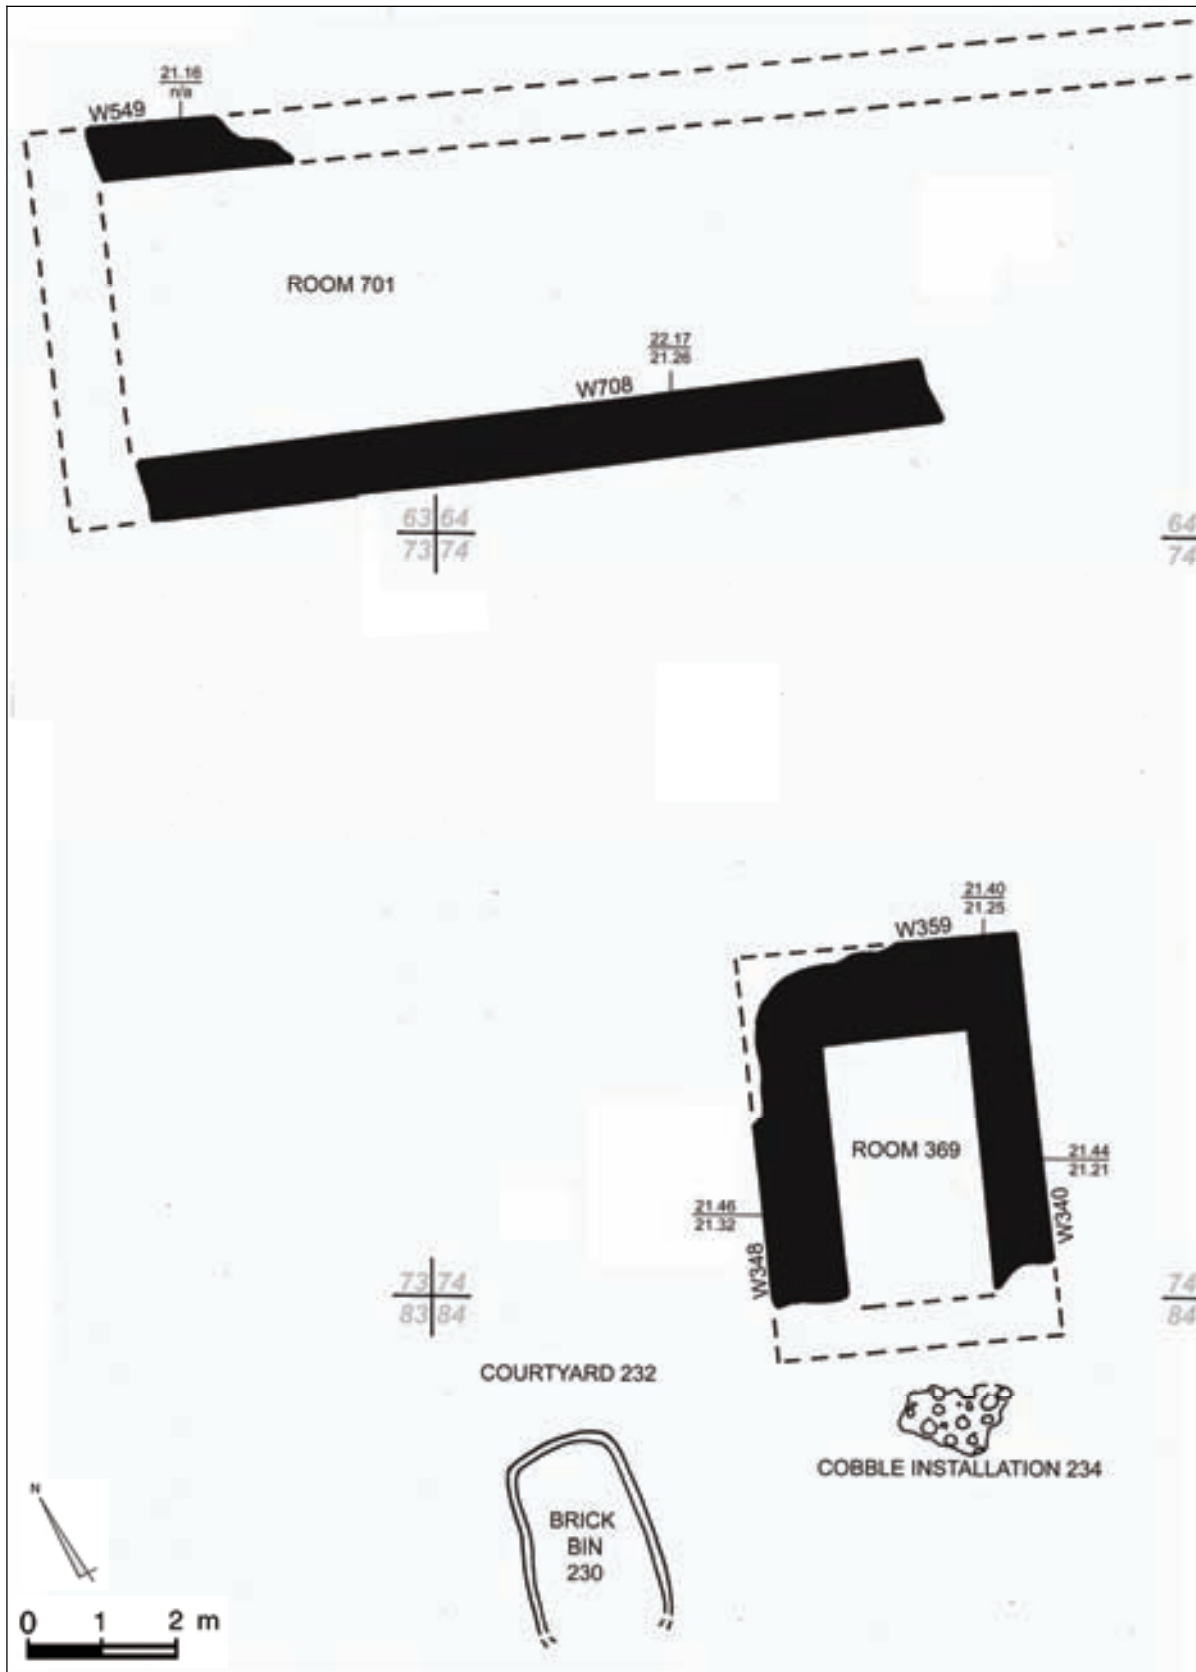 21.16
n/a
W549
ROOM 701
22.17
21.26
W708
63 64
73 74
64
74
21.40
21.25
W359
ROOM 369
21.44
21.21
W340
21.46
21.32
W348
73 74
83 84
74
84
COURTYARD 232
COBBLE INSTALLATION 234
BRICK
BIN
230
N
0 1 2 m